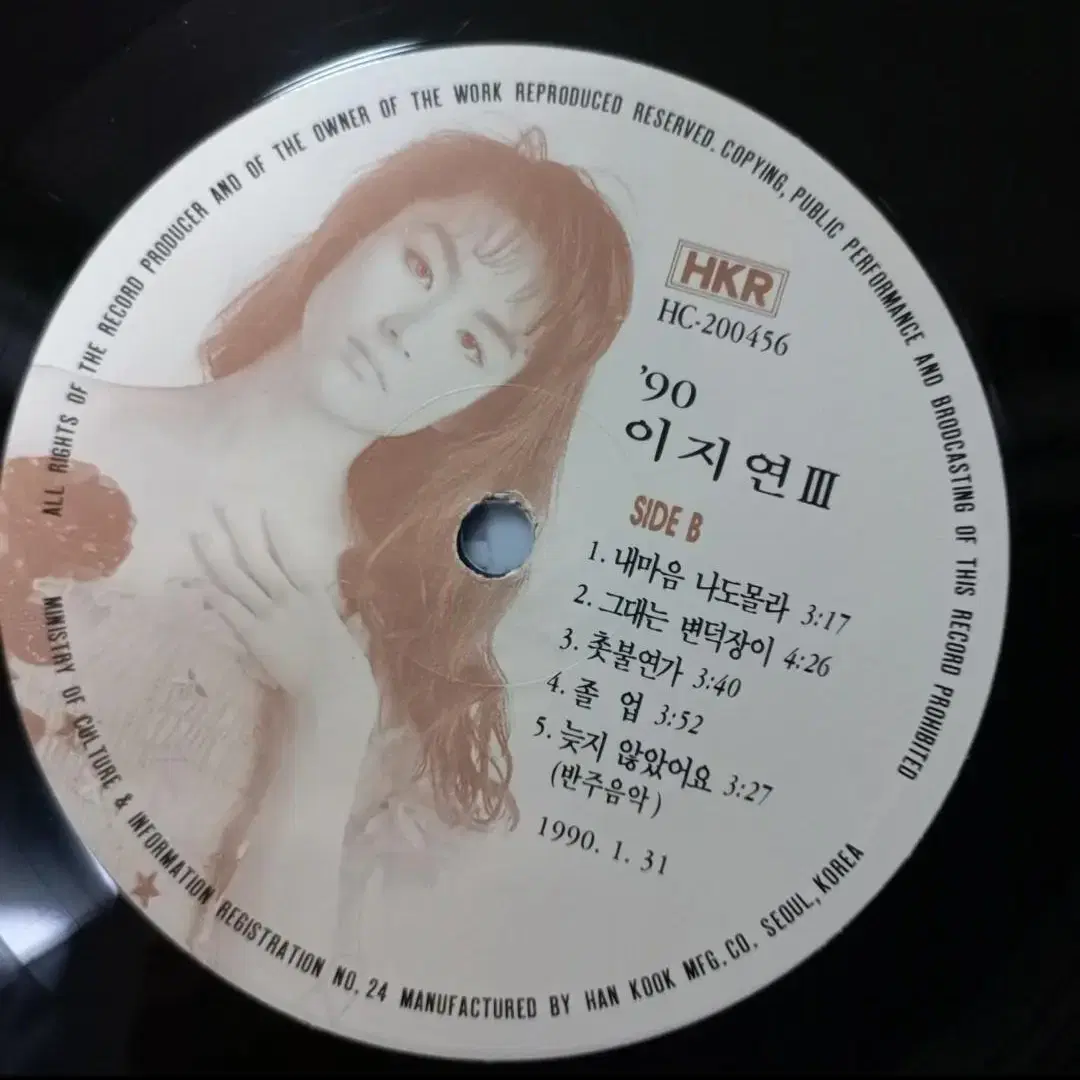 ALL RIGHTS OF THE RECORD PRODUCER AND OF THE OWNER OF THE WORK REPRODUCED RESERVED. COPYING, PUBLIC PERFORMANCE AND BRODCASTING OF THIS RECORD PROHIBITED
HKR
HC-200456
'90
이지연 III
SIDE B
1. 내마음 나도몰라 3:17
2. 그대는 변덕장이 4:26
3. 촛불연가 3:40
4. 졸 업 3:52
5. 늦지 않았어요 3:27
(반주음악)
1990. 1. 31
MINISTRY OF CULTURE & INFORMATION REGISTRATION NO. 24 MANUFACTURED BY HAN KOOK MFG. CO. SEOUL, KOREA